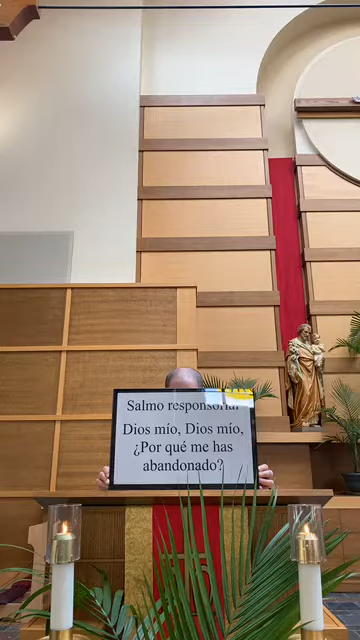 Salmo responsorial
Dios mío, Dios mío,
¿Por qué me has
abandonado?